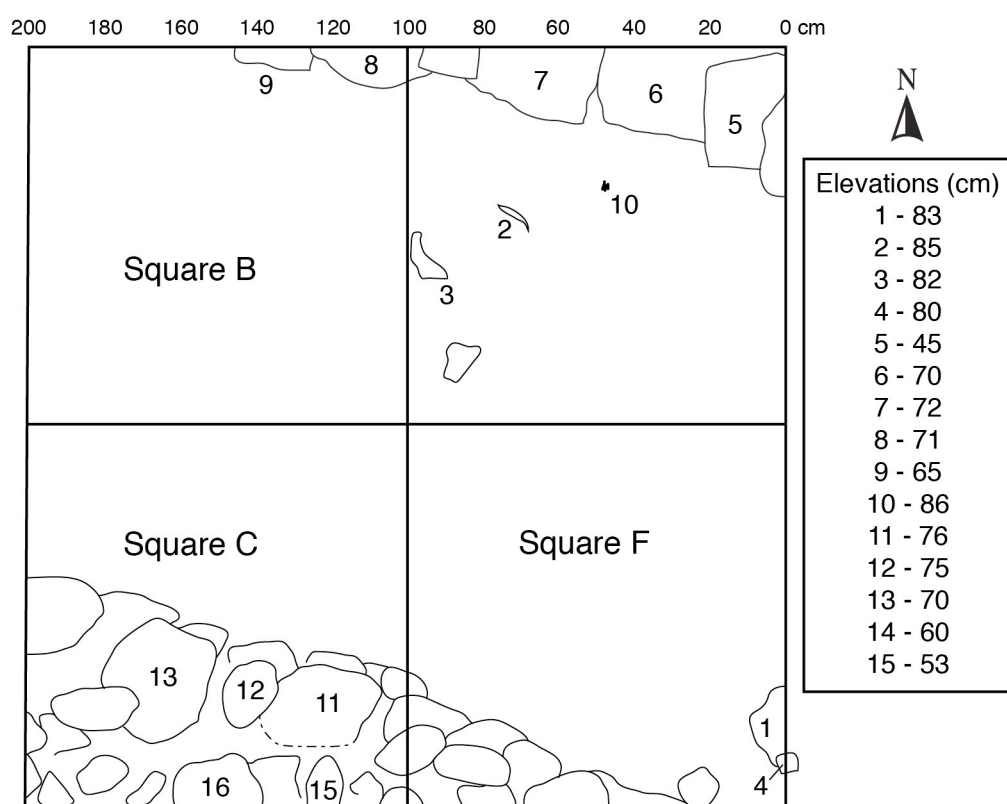 200 180 160 140 120 100 80 60 40 20 0 cm
9
8
7
6
5
N
10
2
3
Square B
Square C
Square F
13
12
11
16
15
1
4
Elevations (cm)
1 - 83
2 - 85
3 - 82
4 - 80
5 - 45
6 - 70
7 - 72
8 - 71
9 - 65
10 - 86
11 - 76
12 - 75
13 - 70
14 - 60
15 - 53